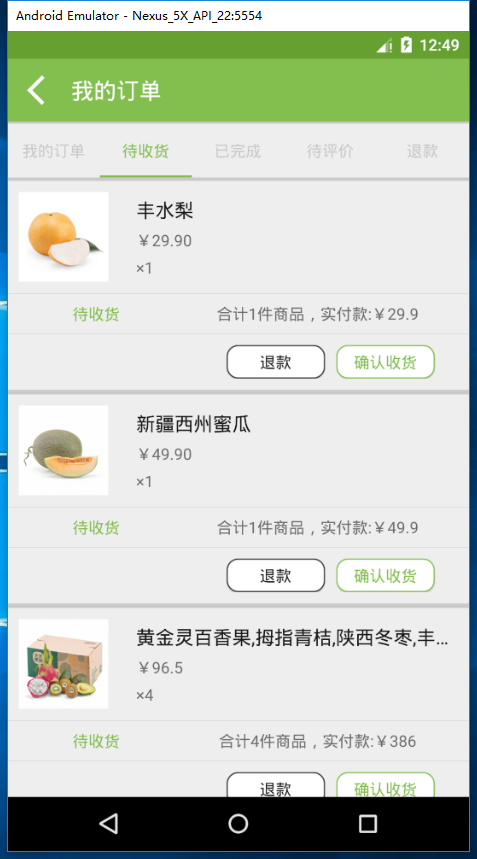 Android Emulator - Nexus_5X_API_22:5554
12:49
我的订单
我的订单 待收货 已完成 待评价 退款
丰水梨
￥29.90
×1
待收货 合计1件商品，实付款:￥29.9
退款 确认收货
新疆西州蜜瓜
￥49.90
×1
待收货 合计1件商品，实付款:￥49.9
退款 确认收货
黄金灵百香果,拇指青桔,陕西冬枣,丰...
￥96.5
×4
待收货 合计4件商品，实付款:￥386
退款 确认收货